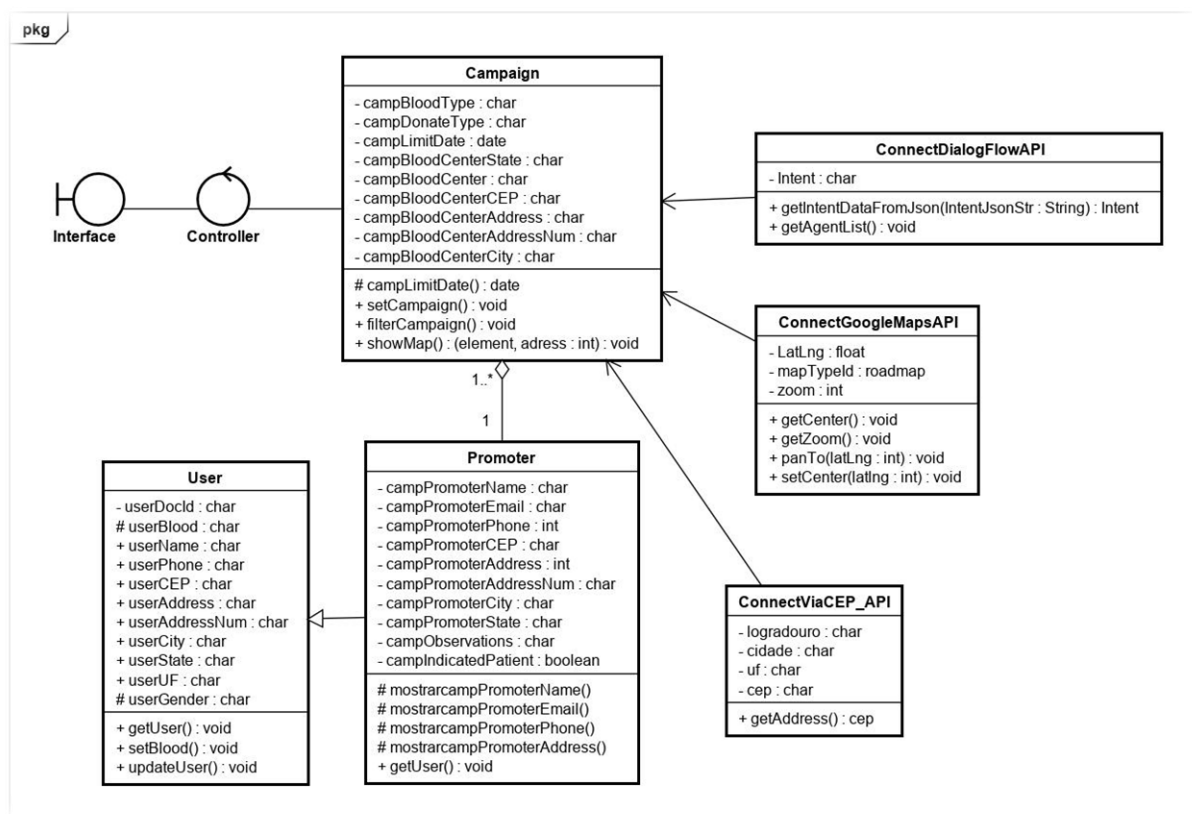 pkg
Campaign
- campBloodType : char
- campDonateType : char
- campLimitDate : date
- campBloodCenterState : char
- campBloodCenter : char
- campBloodCenterCEP : char
- campBloodCenterAddress : char
- campBloodCenterAddressNum : char
- campBloodCenterCity : char
# campLimitDate() : date
+ setCampaign() : void
+ filterCampaign() : void
+ showMap() : (element, adress : int) : void
Interface
Controller
ConnectDialogFlowAPI
- Intent : char
+ getIntentDataFromJson(IntentJsonStr : String) : Intent
+ getAgentList() : void
ConnectGoogleMapsAPI
- LatLng : float
- mapTypeId : roadmap
- zoom : int
+ getCenter() : void
+ getZoom() : void
+ panTo(latLng : int) : void
+ setCenter(latlng : int) : void
1..*
1
User
- userDocId : char
# userBlood : char
+ userName : char
+ userPhone : char
+ userCEP : char
+ userAddress : char
+ userAddressNum : char
+ userCity : char
+ userState : char
+ userUF : char
# userGender : char
+ getUser() : void
+ setBlood() : void
+ updateUser() : void
Promoter
- campPromoterName : char
- campPromoterEmail : char
- campPromoterPhone : int
- campPromoterCEP : char
- campPromoterAddress : int
- campPromoterAddressNum : char
- campPromoterCity : char
- campPromoterState : char
- campObservations : char
- campIndicatedPatient : boolean
# mostrarcampPromoterName()
# mostrarcampPromoterEmail()
# mostrarcampPromoterPhone()
# mostrarcampPromoterAddress()
+ getUser() : void
ConnectViaCEP_API
- logradouro : char
- cidade : char
- uf : char
- cep : char
+ getAddress() : cep